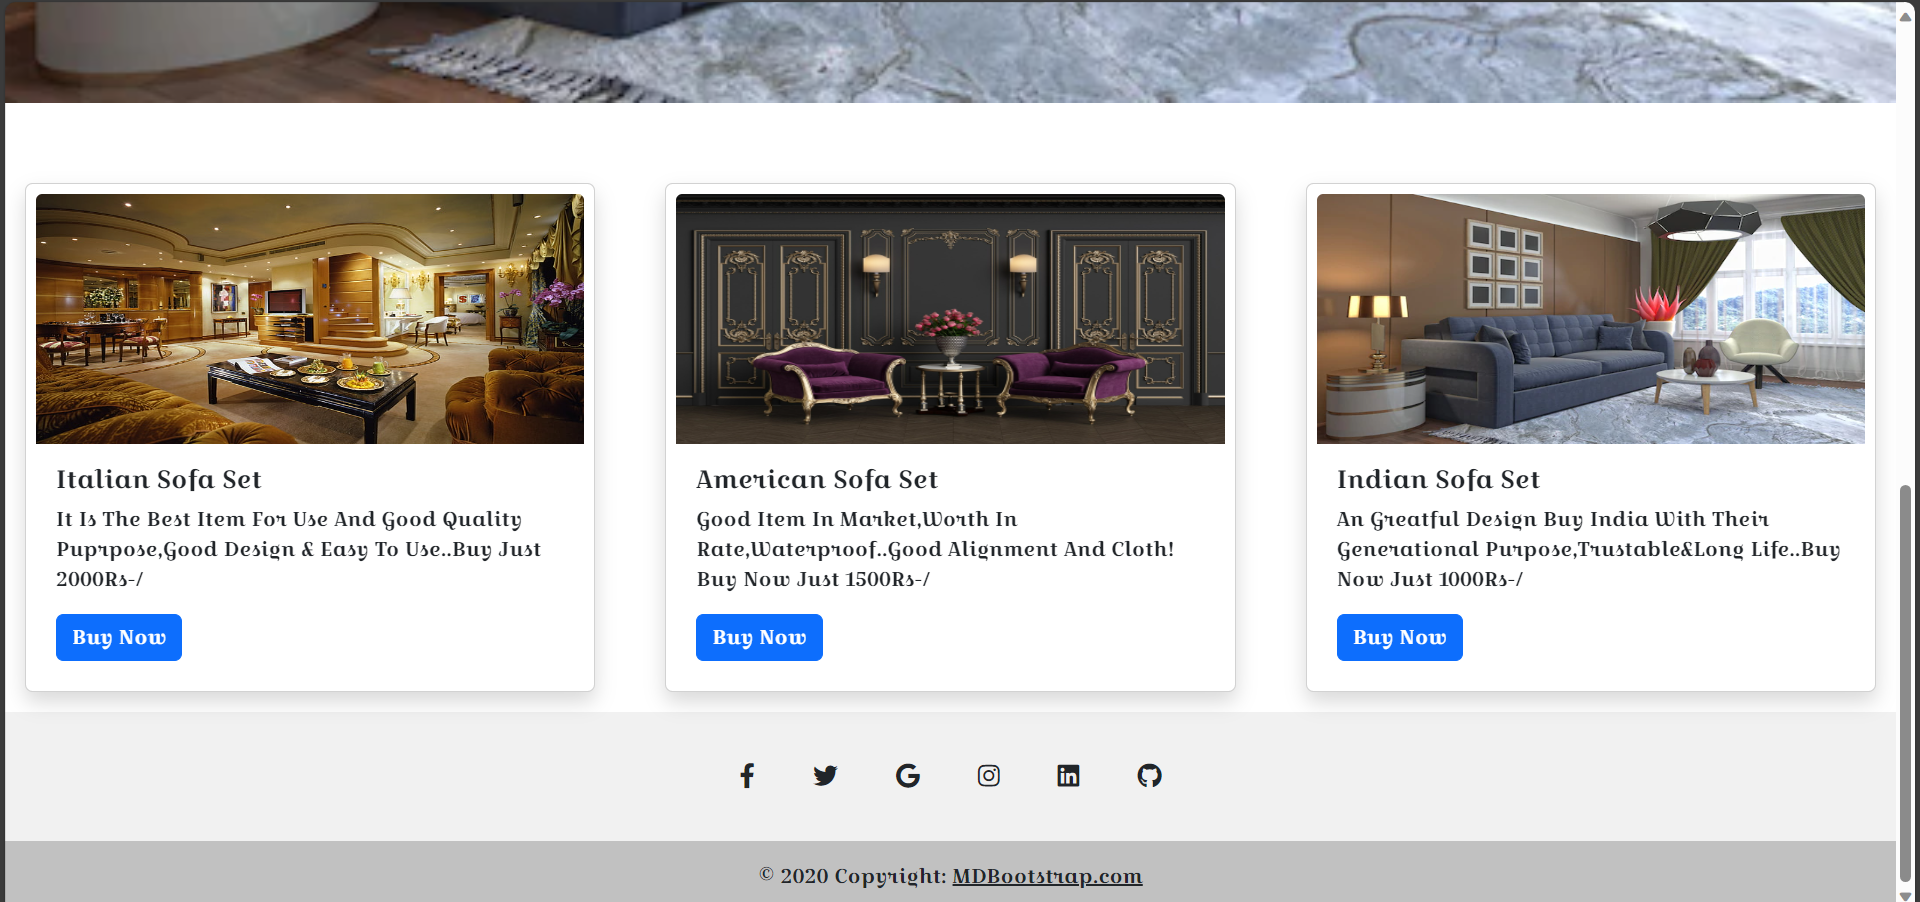 Italian Sofa Set
It Is The Best Item For Use And Good Quality
Puprpose,Good Design & Easy To Use..Buy Just
2000Rs-/
Buy Now
American Sofa Set
Good Item In Market,Worth In
Rate,Waterproof..Good Alignment And Cloth!
Buy Now Just 1500Rs-/
Buy Now
Indian Sofa Set
An Greatful Design Buy India With Their
Generational Purpose,Trustable&Long Life..Buy
Now Just 1000Rs-/
Buy Now
© 2020 Copyright: MDBootstrap.com